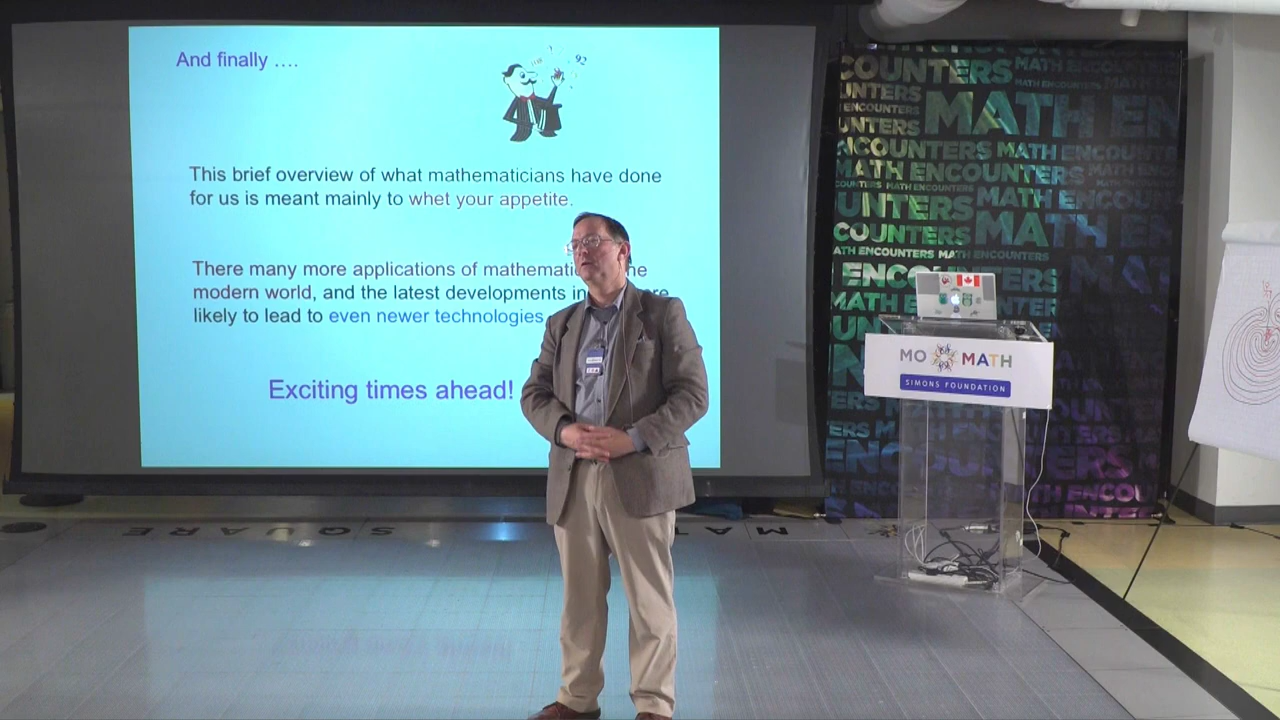 And finally ….
92
This brief overview of what mathematicians have done
for us is meant mainly to whet your appetite.
There many more applications of
modern world, and the latest developments
likely to lead to even newer technologies
Exciting times ahead!
MATH ENCOUNTERS
MO MATH
SIMONS FOUNDATION
SQUARE